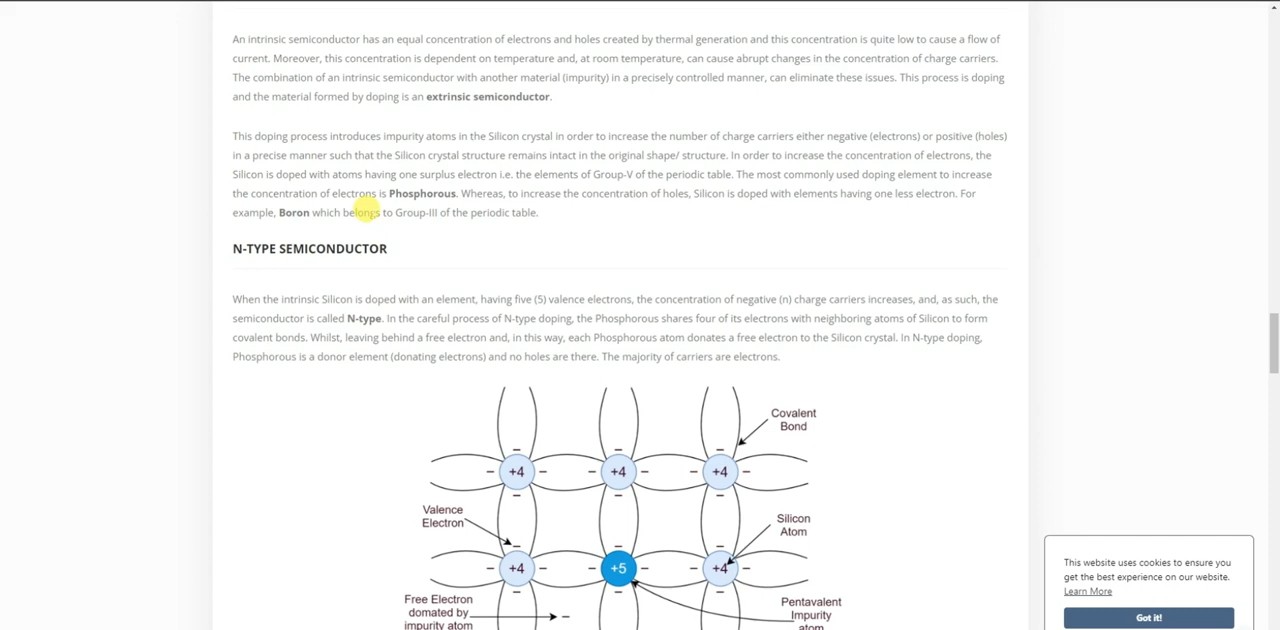 An intrinsic semiconductor has an equal concentration of electrons and holes created by thermal generation and this concentration is quite low to cause a flow of
current. Moreover, this concentration is dependent on temperature and, at room temperature, can cause abrupt changes in the concentration of charge carriers.
The combination of an intrinsic semiconductor with another material (impurity) in a precisely controlled manner, can eliminate these issues. This process is doping
and the material formed by doping is an extrinsic semiconductor.
This doping process introduces impurity atoms in the Silicon crystal in order to increase the number of charge carriers either negative (electrons) or positive (holes)
in a precise manner such that the Silicon crystal structure remains intact in the original shape/ structure. In order to increase the concentration of electrons, the
Silicon is doped with atoms having one surplus electron i.e. the elements of Group-V of the periodic table. The most commonly used doping element to increase
the concentration of electrons is Phosphorous. Whereas, to increase the concentration of holes, Silicon is doped with elements having one less electron. For
example, Boron which belongs to Group-III of the periodic table.
N-TYPE SEMICONDUCTOR
When the intrinsic Silicon is doped with an element, having five (5) valence electrons, the concentration of negative (n) charge carriers increases, and, as such, the
semiconductor is called N-type. In the careful process of N-type doping, the Phosphorous shares four of its electrons with neighboring atoms of Silicon to form
covalent bonds. Whilst, leaving behind a free electron and, in this way, each Phosphorous atom donates a free electron to the Silicon crystal. In N-type doping,
Phosphorous is a donor element (donating electrons) and no holes are there. The majority of carriers are electrons.
Covalent
Bond
+4 +4 +4
Valence
Electron
Silicon
Atom
+4 +5 +4
Free Electron
domated by
impurity atom
Pentavalent
Impurity
atom
This website uses cookies to ensure you
get the best experience on our website.
Learn More
Got it!